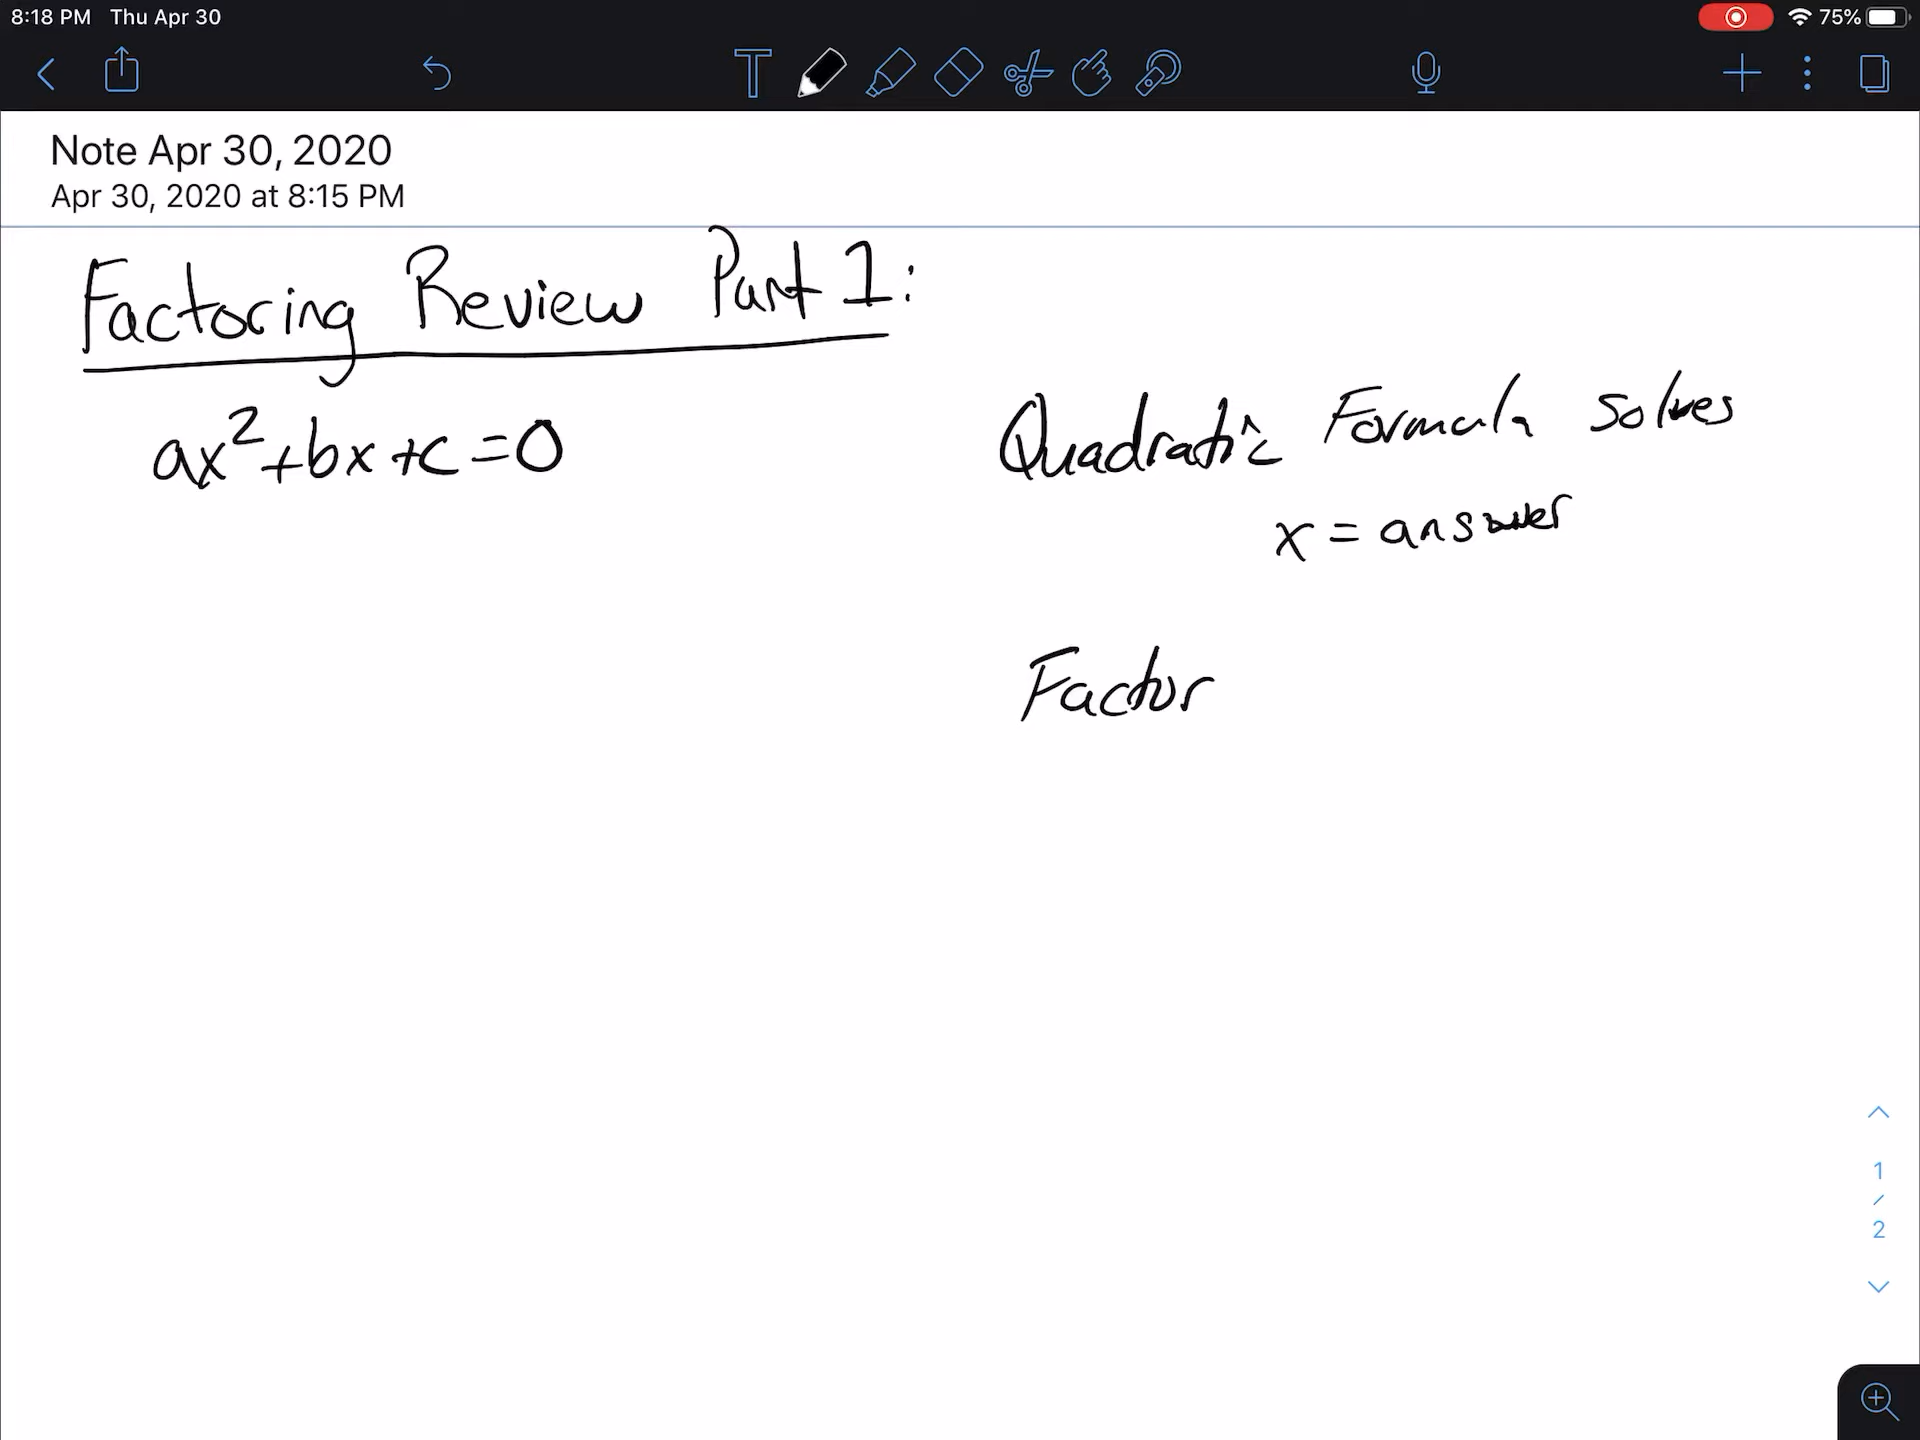 8:18 PM Thu Apr 30 75%
T
Note Apr 30, 2020
Apr 30, 2020 at 8:15 PM
Factoring Review Part 1:
ax²+bx+c=0
Quadratic Formula solves
x = answer
Factor
1
/
2